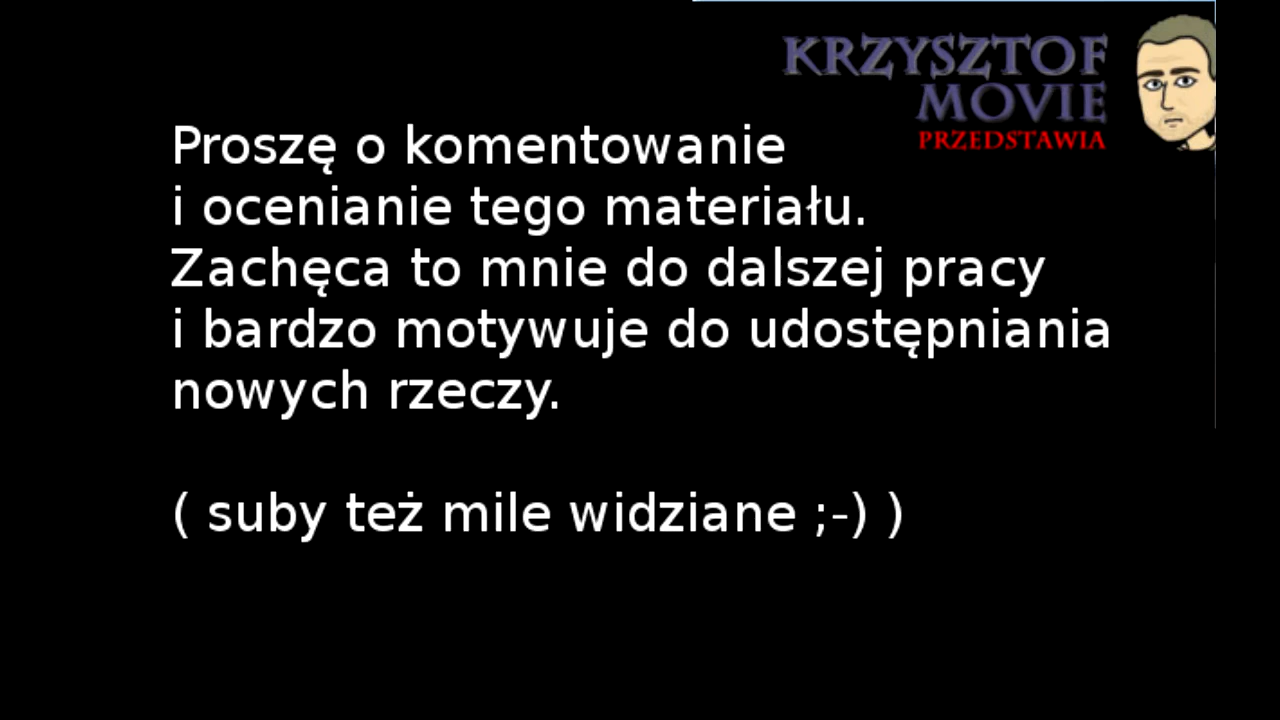 KRZYSZTOF
MOVIE
PRZEDSTAWIA
Proszę o komentowanie
i ocenianie tego materiału.
Zachęca to mnie do dalszej pracy
i bardzo motywuje do udostępniania
nowych rzeczy.
( suby też mile widziane ;-) )